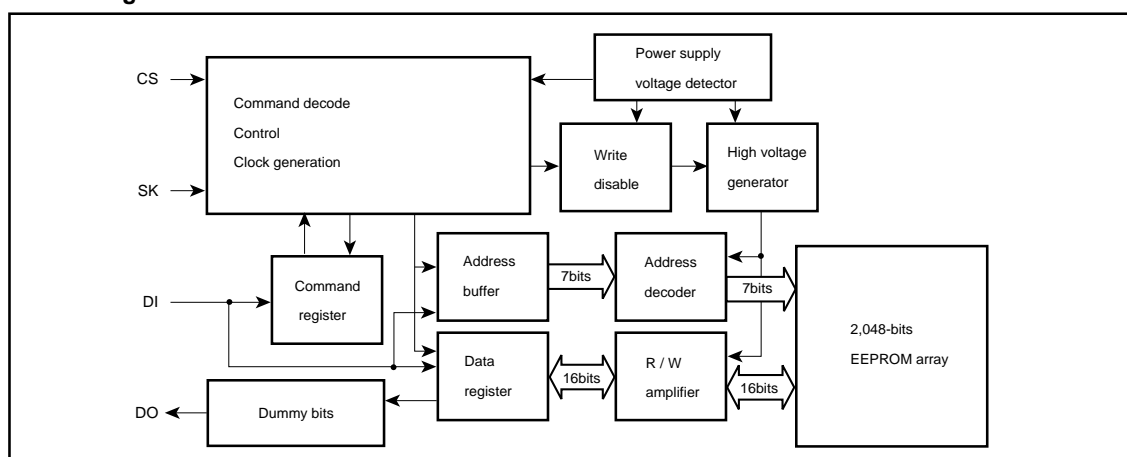 Power supply
voltage detector
CS
Command decode
Control
Clock generation
SK
Write
disable
High voltage
generator
DI
Command
register
Address
buffer
7bits
Address
decoder
7bits
2,048-bits
EEPROM array
Data
register
16bits
R / W
amplifier
16bits
DO
Dummy bits